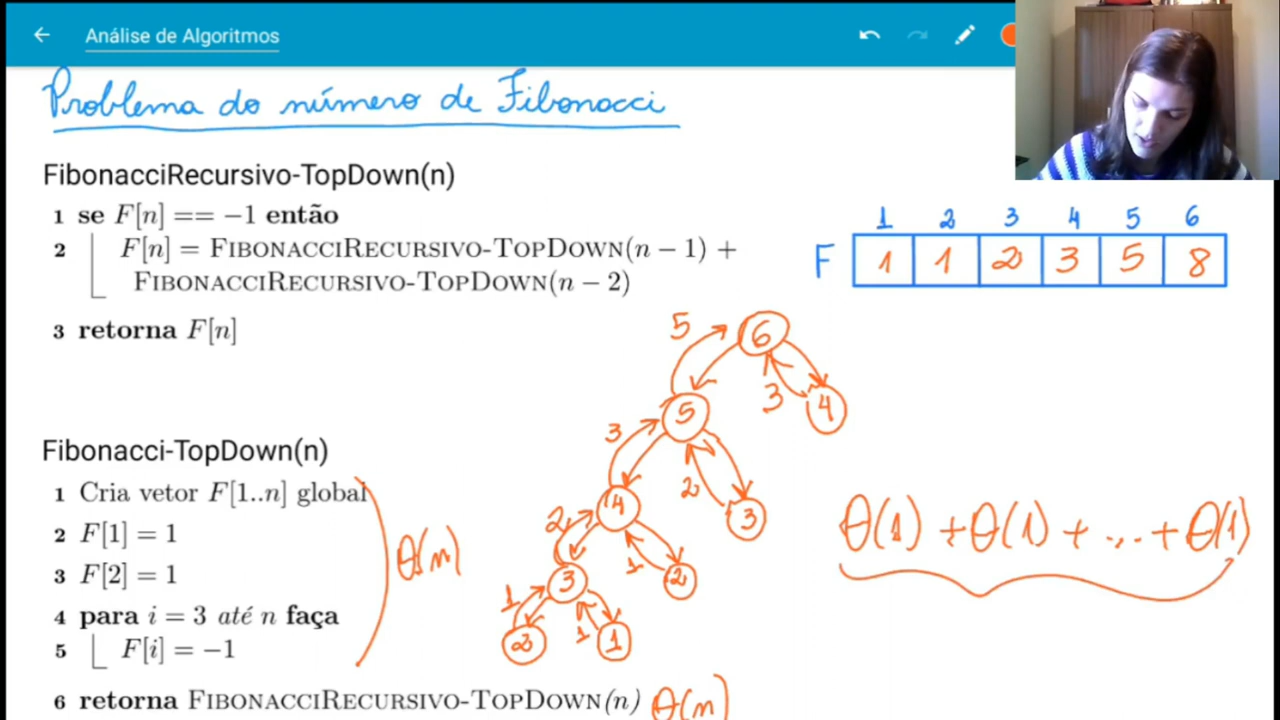 Análise de Algoritmos
Problema do número de Fibonacci
FibonacciRecursivo-TopDown(n)
1 se F[n] == −1 então
2 F[n] = FIBONACCIRECURSIVO-TOPDOWN(n − 1) +
FIBONACCIRECURSIVO-TOPDOWN(n − 2)
3 retorna F[n]
1 2 3 4 5 6
F 1 1 2 3 5 8
5 6
3 4
3 5
2 3
2 4
1 2
1 3
1
2 1
Θ(1) + Θ(1) + ... + Θ(1)
Fibonacci-TopDown(n)
1 Cria vetor F[1..n] global
2 F[1] = 1
3 F[2] = 1
4 para i = 3 até n faça
5 F[i] = −1
Θ(n)
6 retorna FIBONACCIRECURSIVO-TOPDOWN(n) Θ(n)